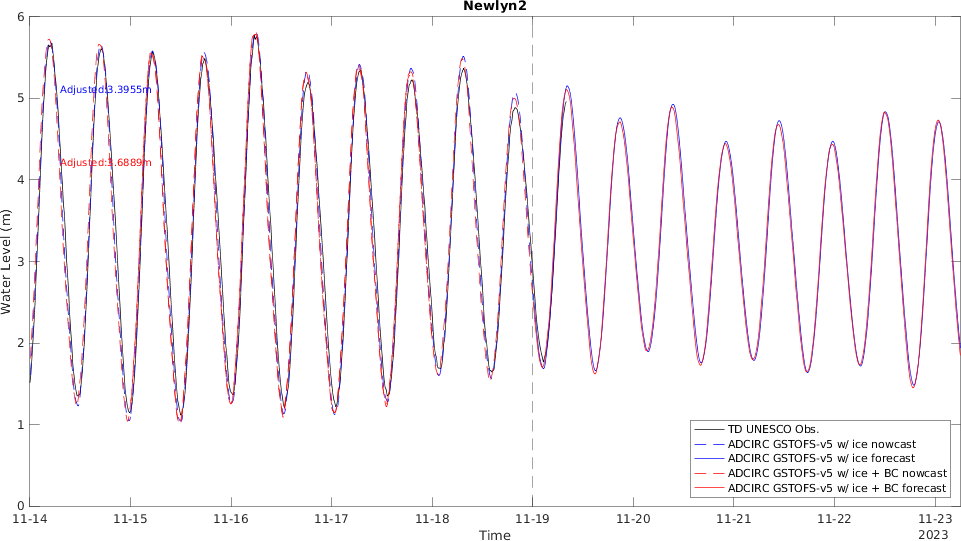 Newlyn2
6
5
4
3
2
1
0
Water Level (m)
Adjusted:3.3955m
Adjusted:3.6889m
TD UNESCO Obs.
ADCIRC GSTOFS-v5 w/ ice nowcast
ADCIRC GSTOFS-v5 w/ ice forecast
ADCIRC GSTOFS-v5 w/ ice + BC nowcast
ADCIRC GSTOFS-v5 w/ ice + BC forecast
11-14 11-15 11-16 11-17 11-18 11-19 11-20 11-21 11-22 11-23
2023
Time